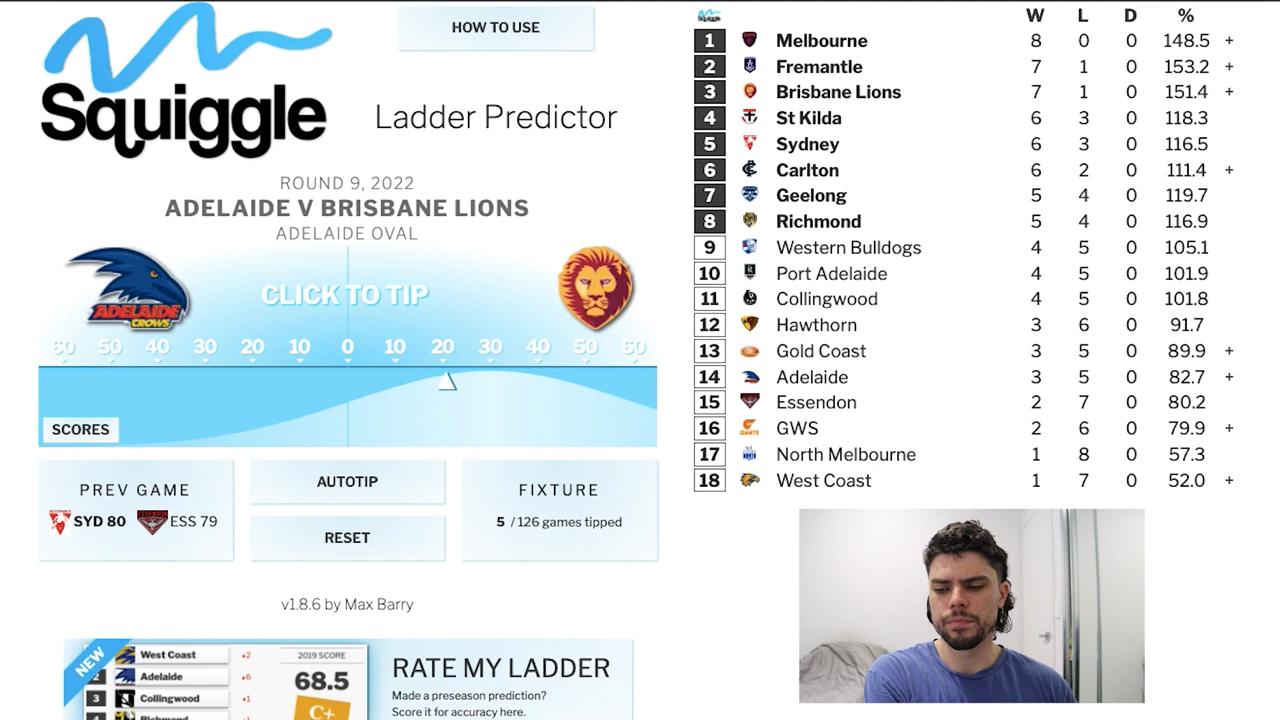 Squiggle
HOW TO USE
Ladder Predictor
ROUND 9, 2022
ADELAIDE V BRISBANE LIONS
ADELAIDE OVAL
ADELAIDE
CROWS
CLICK TO TIP
60 50 40 30 20 10 0 10 20 30 40 50 60
SCORES
PREV GAME
SYD 80 ESS 79
AUTOTIP
RESET
FIXTURE
5 / 126 games tipped
v1.8.6 by Max Barry
NEW
West Coast ▲2
2 Adelaide ▲6
3 Collingwood ▲1
4 Richmond
2019 SCORE
68.5
C+
RATE MY LADDER
Made a preseason prediction?
Score it for accuracy here.
Squiggle W L D %
1 Melbourne 8 0 0 148.5 +
2 Fremantle 7 1 0 153.2 +
3 Brisbane Lions 7 1 0 151.4 +
4 St Kilda 6 3 0 118.3
5 Sydney 6 3 0 116.5
6 Carlton 6 2 0 111.4 +
7 Geelong 5 4 0 119.7
8 Richmond 5 4 0 116.9
9 Western Bulldogs 4 5 0 105.1
10 Port Adelaide 4 5 0 101.9
11 Collingwood 4 5 0 101.8
12 Hawthorn 3 6 0 91.7
13 Gold Coast 3 5 0 89.9 +
14 Adelaide 3 5 0 82.7 +
15 Essendon 2 7 0 80.2
16 GWS 2 6 0 79.9 +
17 North Melbourne 1 8 0 57.3
18 West Coast 1 7 0 52.0 +